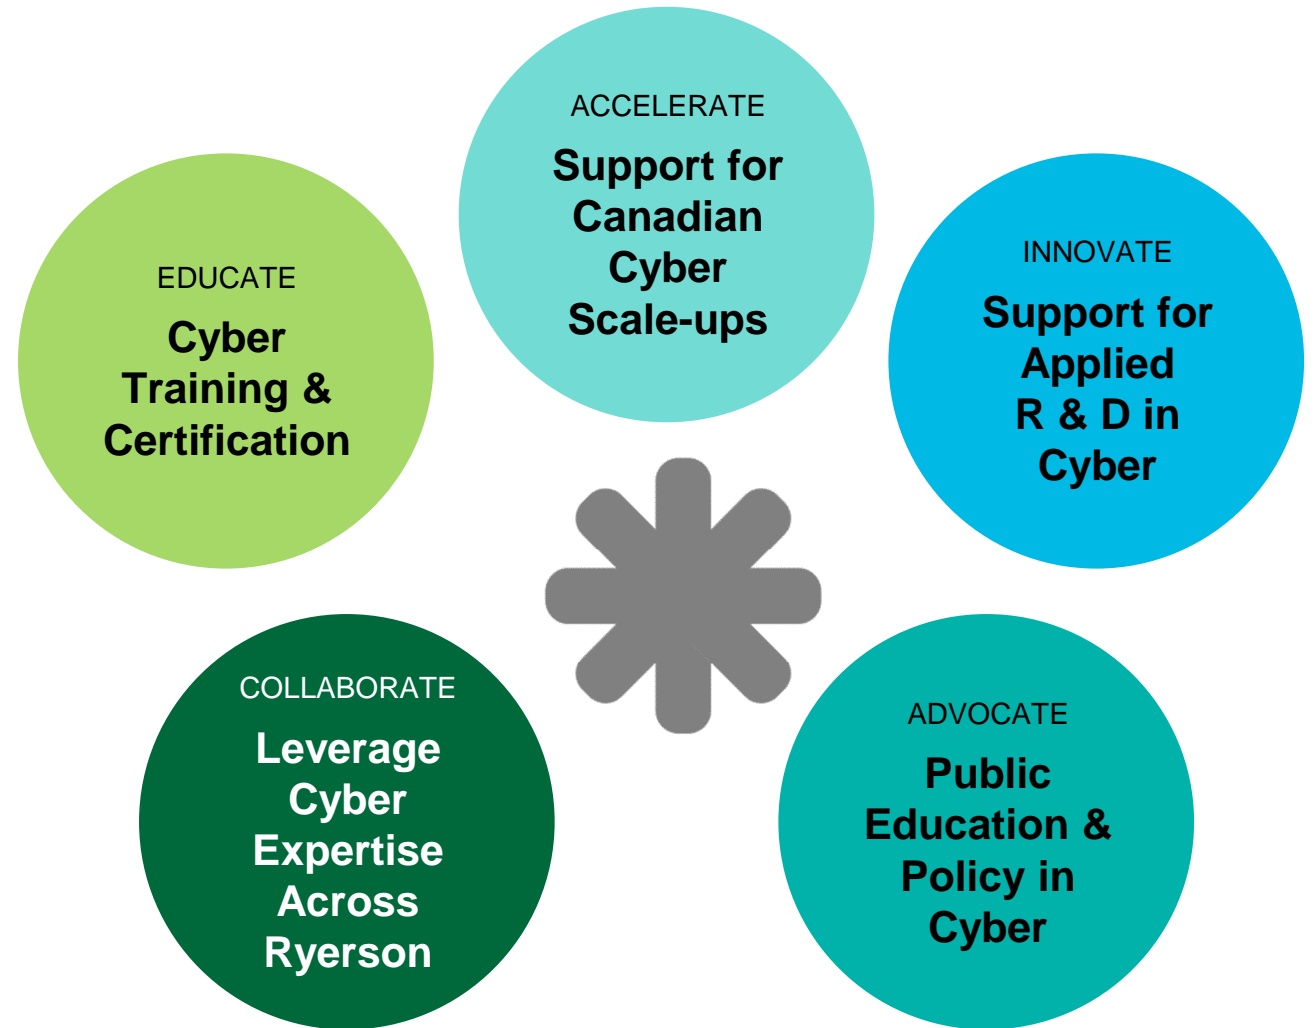 ACCELERATE
Support for
Canadian
Cyber
Scale-ups
EDUCATE
Cyber
Training &
Certification
INNOVATE
Support for
Applied
R & D in
Cyber
COLLABORATE
Leverage
Cyber
Expertise
Across
Ryerson
ADVOCATE
Public
Education &
Policy in
Cyber